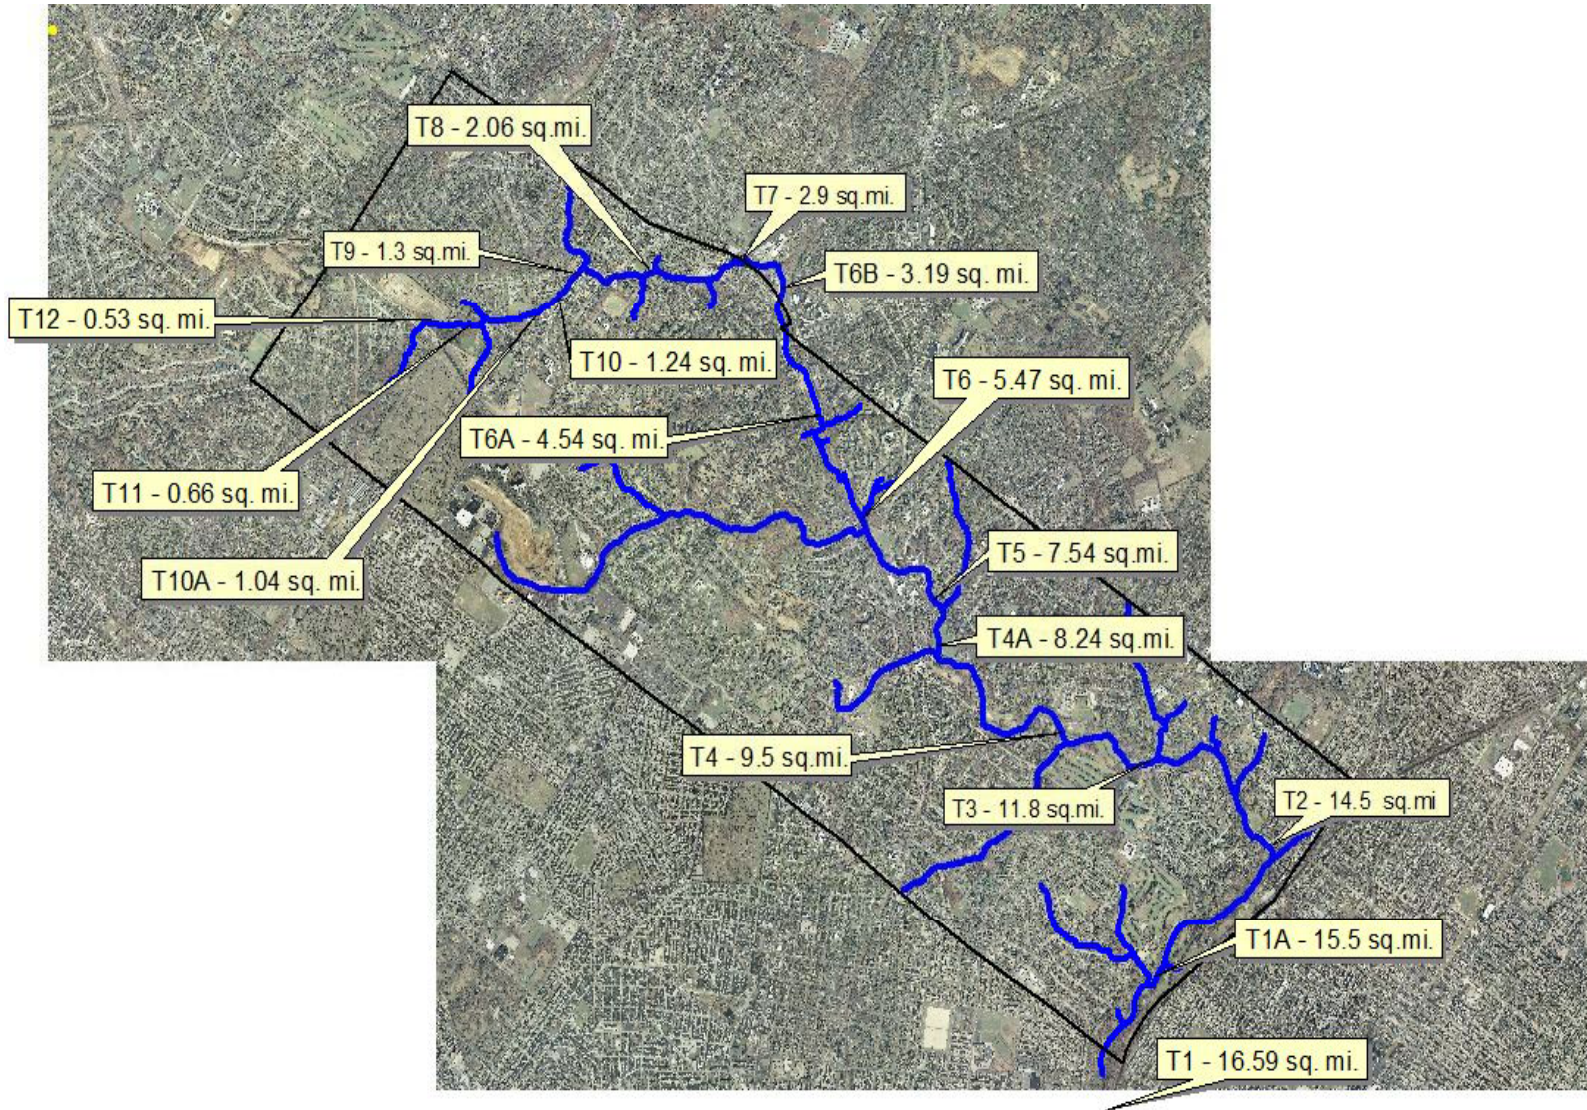 T8 - 2.06 sq.mi.
T7 - 2.9 sq.mi.
T9 - 1.3 sq.mi.
T6B - 3.19 sq. mi.
T12 - 0.53 sq. mi.
T10 - 1.24 sq. mi.
T6 - 5.47 sq. mi.
T6A - 4.54 sq. mi.
T11 - 0.66 sq. mi.
T5 - 7.54 sq.mi.
T10A - 1.04 sq. mi.
T4A - 8.24 sq.mi.
T4 - 9.5 sq.mi.
T3 - 11.8 sq.mi.
T2 - 14.5 sq.mi
T1A - 15.5 sq.mi.
T1 - 16.59 sq. mi.